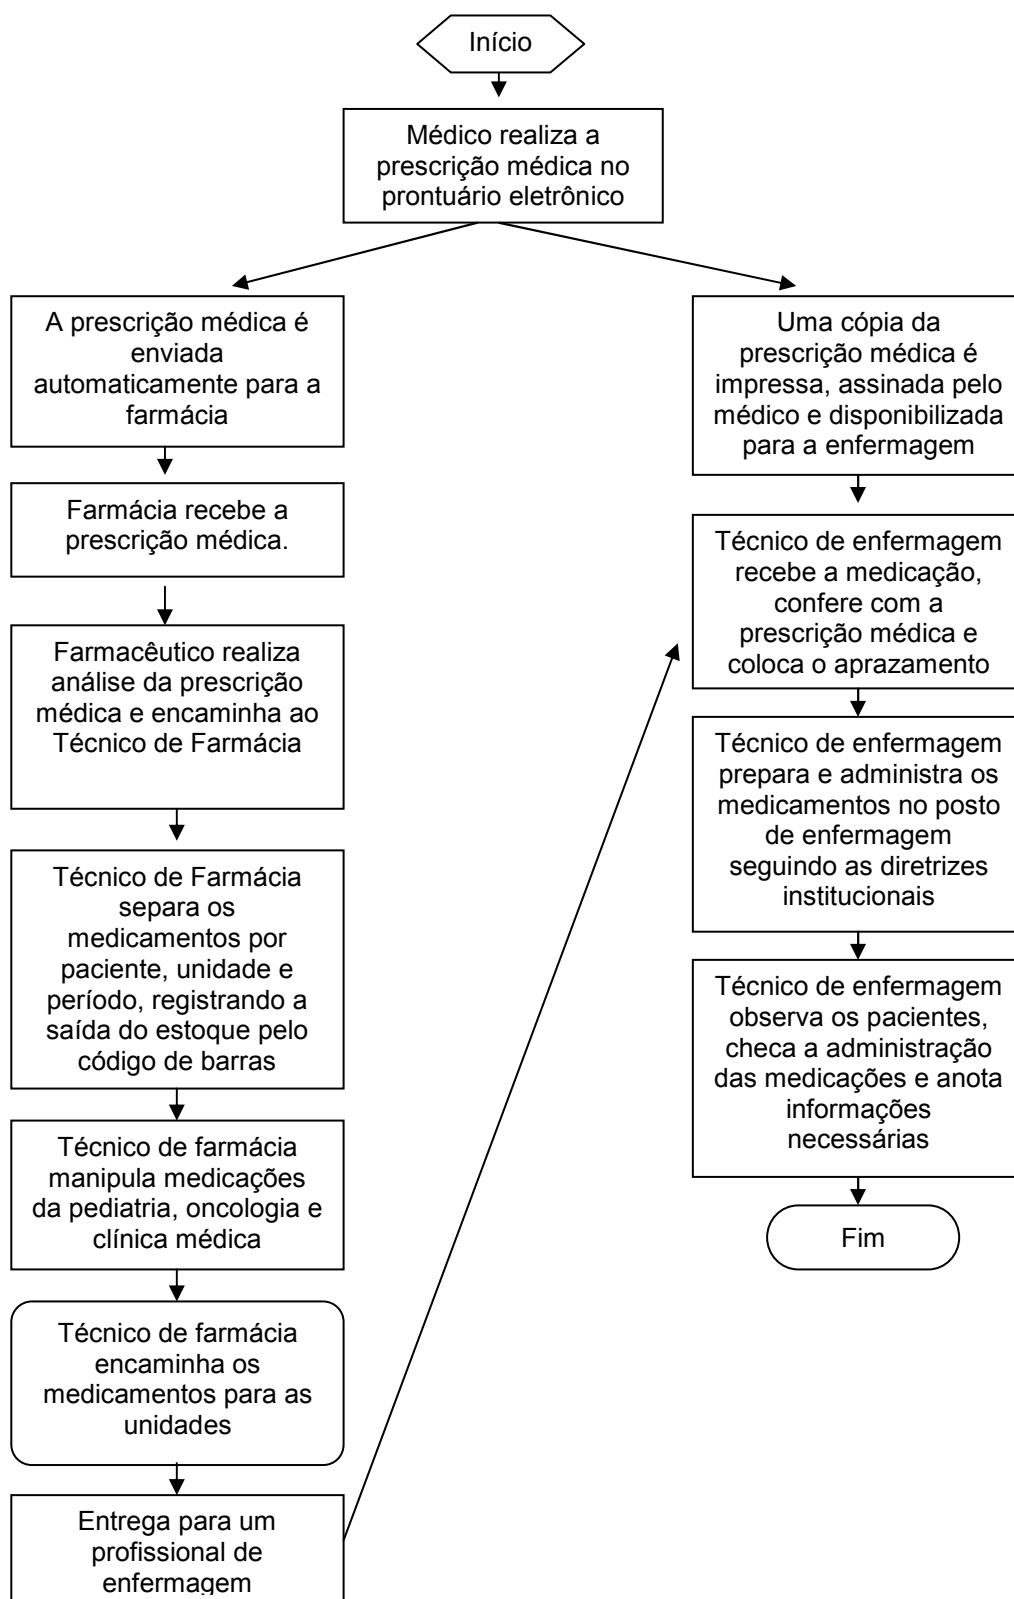 Início
Médico realiza a
prescrição médica no
prontuário eletrônico
A prescrição médica é
enviada
automaticamente para a
farmácia
Farmácia recebe a
prescrição médica.
Farmacêutico realiza
análise da prescrição
médica e encaminha ao
Técnico de Farmácia
Técnico de Farmácia
separa os
medicamentos por
paciente, unidade e
período, registrando a
saída do estoque pelo
código de barras
Técnico de farmácia
manipula medicações
da pediatria, oncologia e
clínica médica
Técnico de farmácia
encaminha os
medicamentos para as
unidades
Entrega para um
profissional de
enfermagem
Uma cópia da
prescrição médica é
impressa, assinada pelo
médico e disponibilizada
para a enfermagem
Técnico de enfermagem
recebe a medicação,
confere com a
prescrição médica e
coloca o aprazamento
Técnico de enfermagem
prepara e administra os
medicamentos no posto
de enfermagem
seguindo as diretrizes
institucionais
Técnico de enfermagem
observa os pacientes,
checa a administração
das medicações e anota
informações
necessárias
Fim